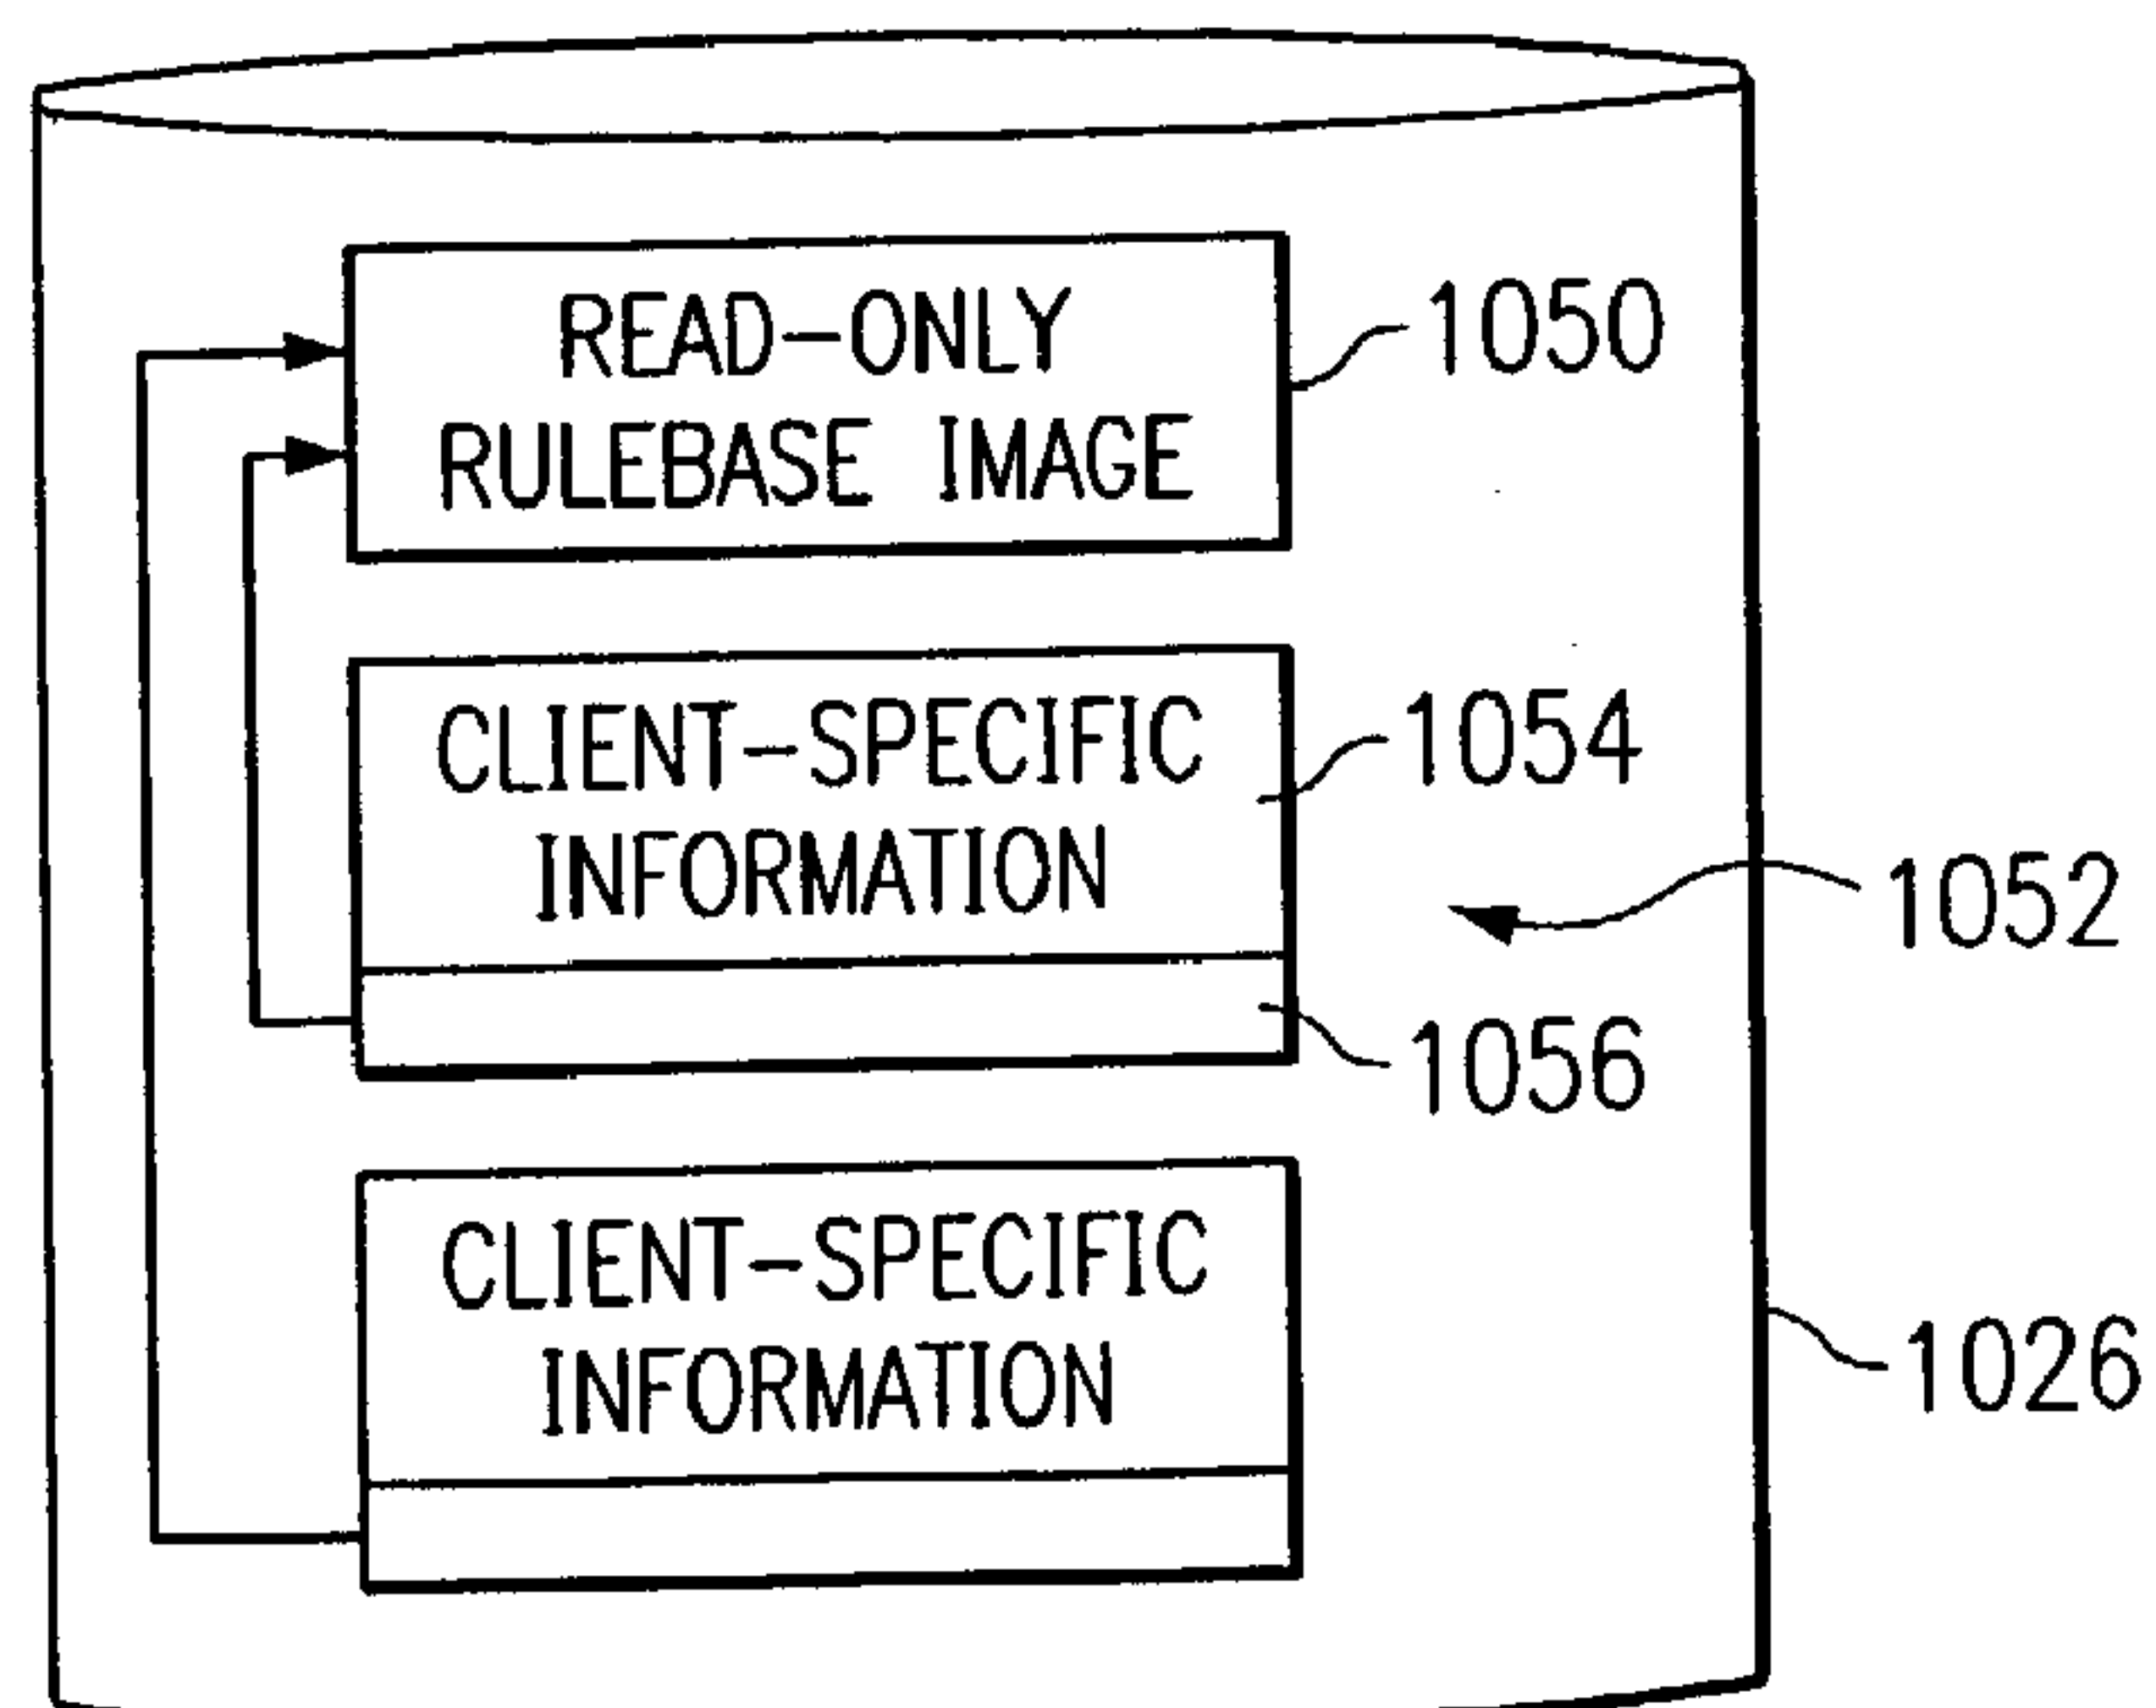 READ-ONLY
RULEBASE IMAGE
1050
CLIENT-SPECIFIC
INFORMATION
1054
1052
1056
CLIENT-SPECIFIC
INFORMATION
1026